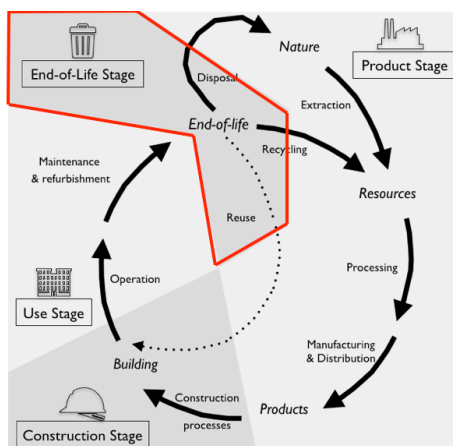 Nature
End-of-Life Stage
Product Stage
Disposal
Extraction
End-of-life
Recycling
Maintenance
& refurbishment
Resources
Reuse
Processing
Operation
Use Stage
Manufacturing
& Distribution
Building
Construction
processes
Products
Construction Stage